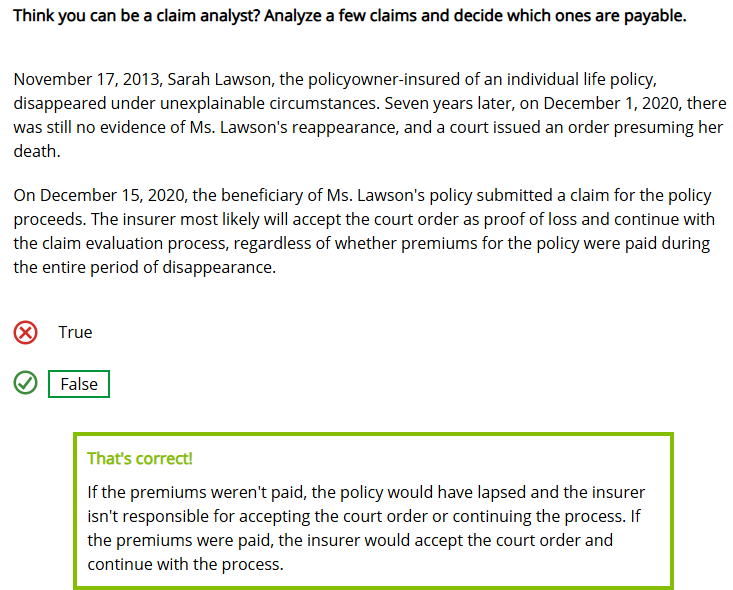 Think you can be a claim analyst? Analyze a few claims and decide which ones are payable.
November 17, 2013, Sarah Lawson, the policyowner-insured of an individual life policy,
disappeared under unexplainable circumstances. Seven years later, on December 1, 2020, there
was still no evidence of Ms. Lawson's reappearance, and a court issued an order presuming her
death.
On December 15, 2020, the beneficiary of Ms. Lawson's policy submitted a claim for the policy
proceeds. The insurer most likely will accept the court order as proof of loss and continue with
the claim evaluation process, regardless of whether premiums for the policy were paid during
the entire period of disappearance.
True
False
That's correct!
If the premiums weren't paid, the policy would have lapsed and the insurer
isn't responsible for accepting the court order or continuing the process. If
the premiums were paid, the insurer would accept the court order and
continue with the process.